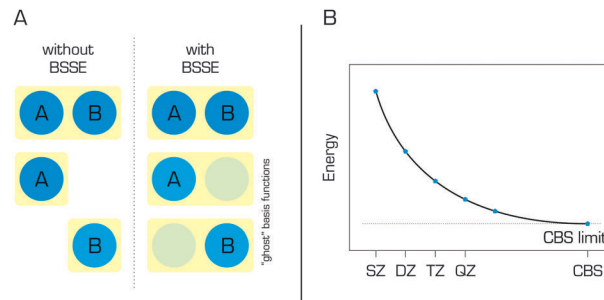 A
without
BSSE
with
BSSE
A B
A B
A
A
B
B
"ghost" basis functions
B
Energy
CBS limit
SZ DZ TZ QZ CBS